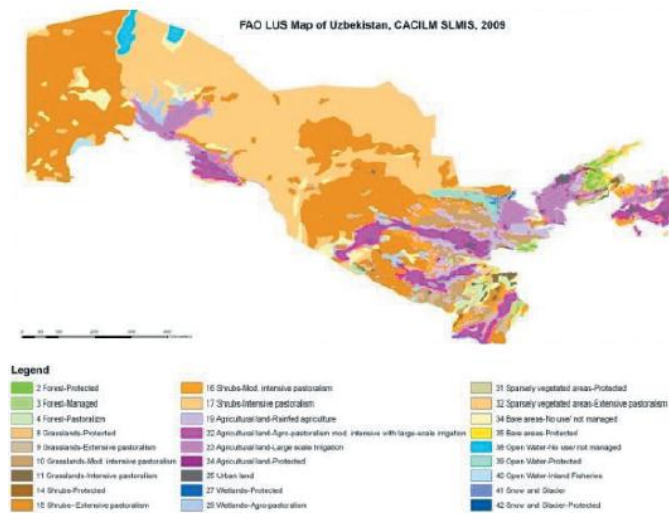 FAO LUS Map of Uzbekistan, CACILM SLMIS, 2009
Legend
2 Forest-Protected
3 Forest-Managed
4 Forest-Pastoralizm
Grasslands-Protected
9 Grasslands-Extensive pastoralism
10 Grasslands-Mod. intensive pastoralism
11 Grasslands-Intensive pastoralism
14 Shrubs-Protected
15 Shrubs-Extensive pastoralism
16 Shrubs-Mod. intensive pastoralism
17 Shrubs-Intensive pastoralism
19 Agricultural land-Rainfed agriculture
22 Agricultural land-Agro-pastoralism mod. intensive with large-scale irrigation
23 Agricultural land-Large scale irrigation
24 Agricultural land-Protected
25 Urban land
27 Wetlands-Protected
Wetlands-Agro-pastoralism
31 Sparsely vegetated areas-Protected
32 Sparsely vegetated areas-Extensive pastoralism
34 Bare areas-No use/ not managed
35 Bare areas-Protected
38 Open Water-No use/ not managed
39 Open Water-Protected
40 Open Water-Inland Fisheries
41 Snow and Glacier
42 Snow and Glacier-Protected